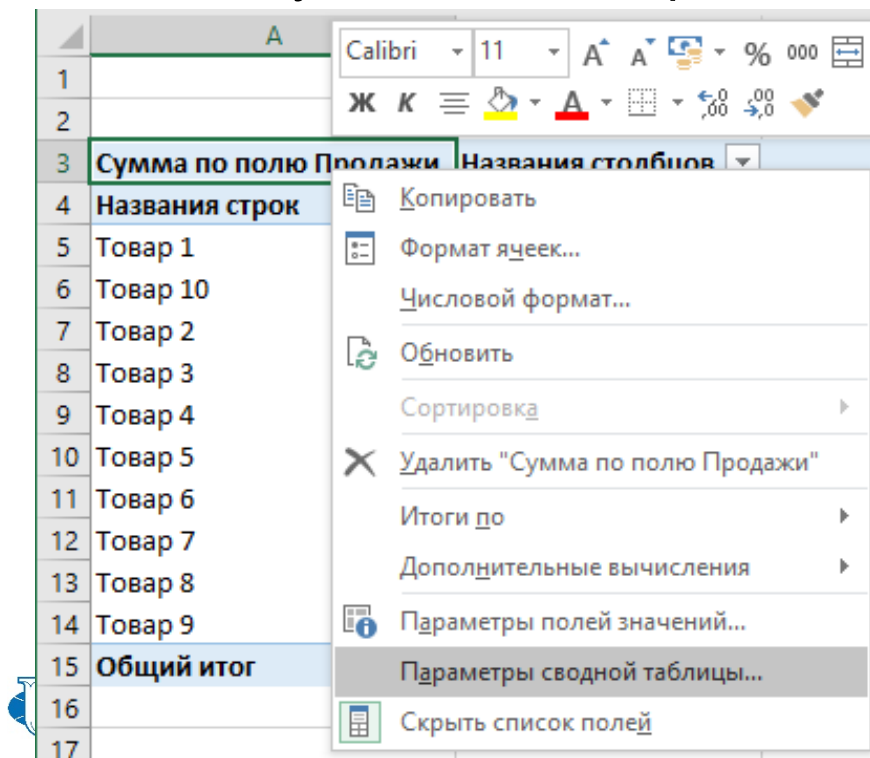 A
Calibri 11 A A % 000
Ж К A ,00 ,00 ,0
1
2
3 Сумма по полю Продажи Названия столбцов
4 Названия строк
5 Товар 1
6 Товар 10
7 Товар 2
8 Товар 3
9 Товар 4
10 Товар 5
11 Товар 6
12 Товар 7
13 Товар 8
14 Товар 9
15 Общий итог
16
17
Копировать
Формат ячеек...
Числовой формат...
Обновить
Сортировка
Удалить "Сумма по полю Продажи"
Итоги по
Дополнительные вычисления
Параметры полей значений...
Параметры сводной таблицы...
Скрыть список полей